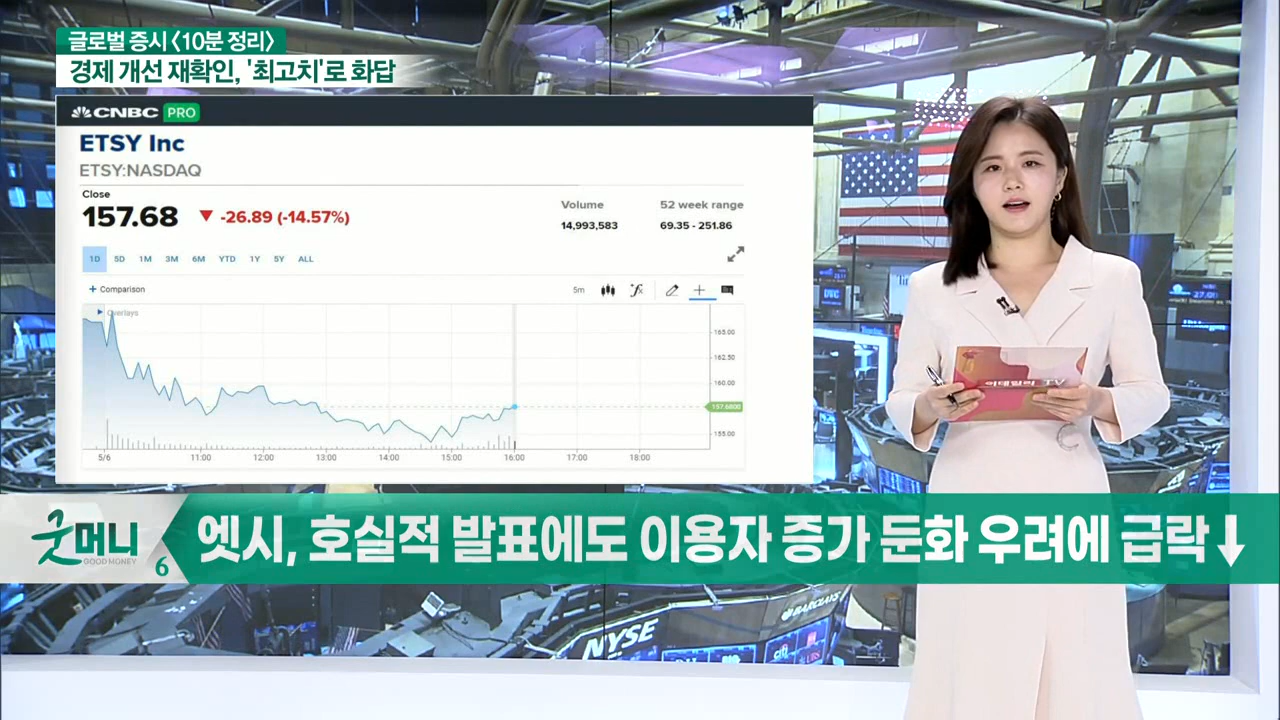 글로벌 증시 <10분 정리>
경제 개선 재확인, '최고치'로 화답
CNBC PRO
ETSY Inc
ETSY:NASDAQ
Close
157.68 ▼ -26.89 (-14.57%)
Volume
14,993,583
52 week range
69.35 - 251.86
1D 5D 1M 3M 6M YTD 1Y 5Y ALL
+ Comparison
5m
Overlays
165.00
162.50
160.00
157.6800
155.00
5/6 11:00 12:00 13:00 14:00 15:00 16:00 17:00 18:00
굿머니
GOOD MONEY
6
엣시, 호실적 발표에도 이용자 증가 둔화 우려에 급락↓
NYSE
BARCLAYS
citi
UBS